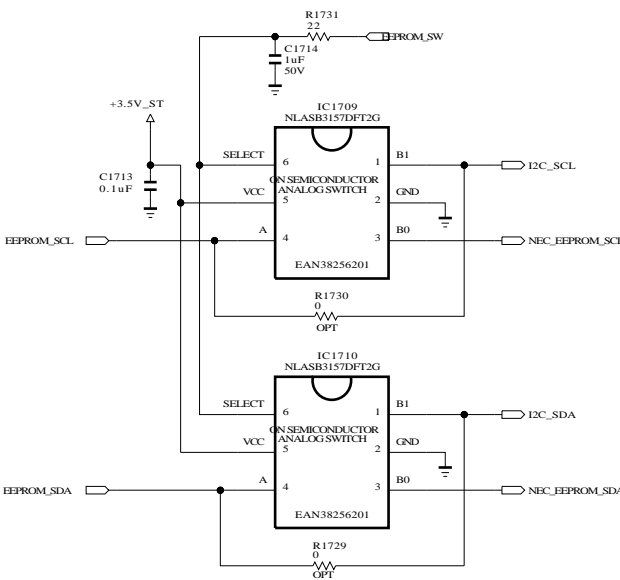 R1731
22
EEPROM_SW
C1714
1uF
50V
+3.5V_ST
IC1709
NLASB3157DFT2G
C1713
0.1uF
SELECT
6
1
B1
I2C_SCL
ON SEMICONDUCTOR
ANALOG SWITCH
VCC
5
2
GND
EEPROM_SCL
A
4
3
B0
NEC_EEPROM_SCL
EAN38256201
R1730
0
OPT
IC1710
NLASB3157DFT2G
SELECT
6
1
B1
I2C_SDA
ON SEMICONDUCTOR
ANALOG SWITCH
VCC
5
2
GND
EEPROM_SDA
A
4
3
B0
NEC_EEPROM_SDA
EAN38256201
R1729
0
OPT